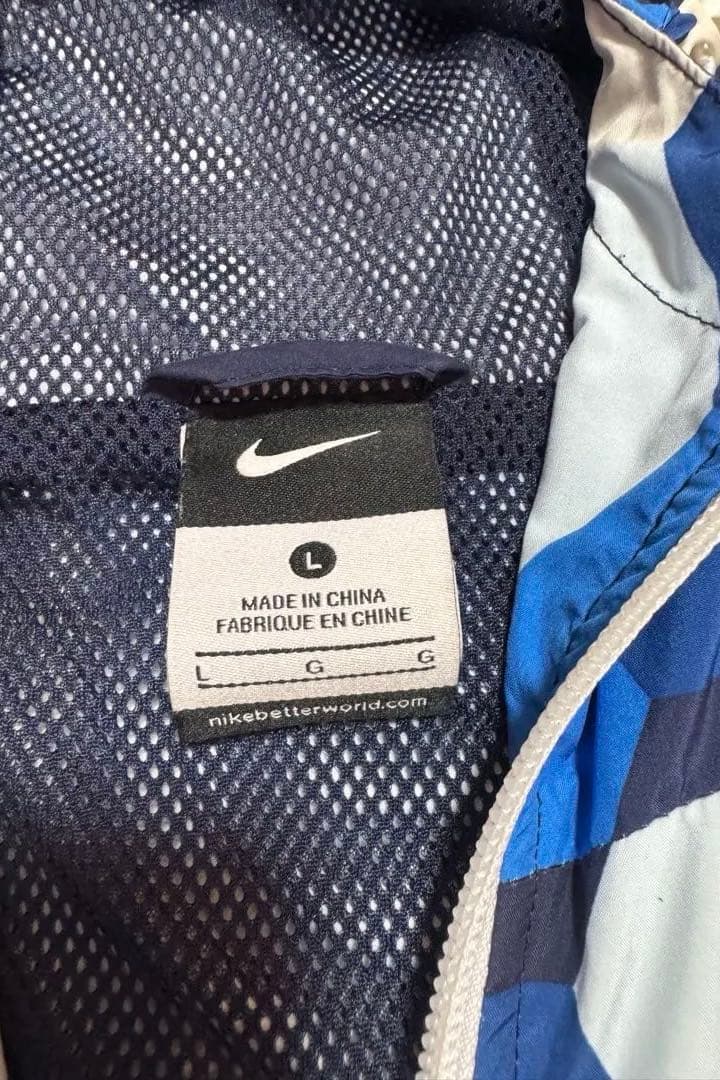 L
MADE IN CHINA
FABRIQUE EN CHINE
L G G
nikebetterworld.com